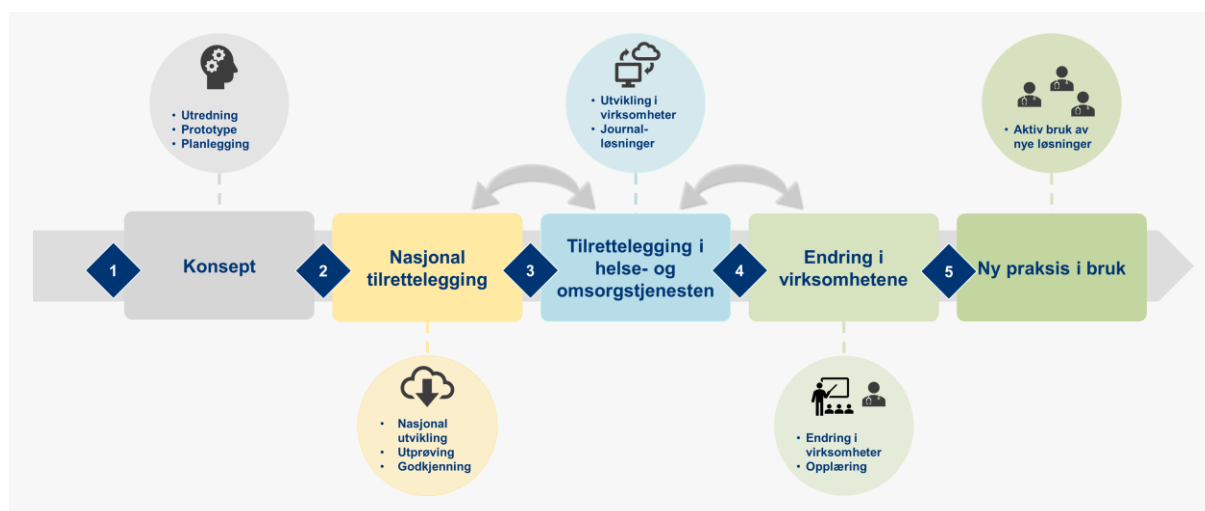 • Utredning
• Prototype
• Planlegging
• Utvikling i
virksomheter
• Journal-
løsninger
• Aktiv bruk av
nye løsninger
1
Konsept
2
Nasjonal
tilrettelegging
3
Tilrettelegging i
helse- og
omsorgstjenesten
4
Endring i
virksomhetene
5
Ny praksis i bruk
• Nasjonal
utvikling
• Utprøving
• Godkjenning
• Endring i
virksomheter
• Opplæring